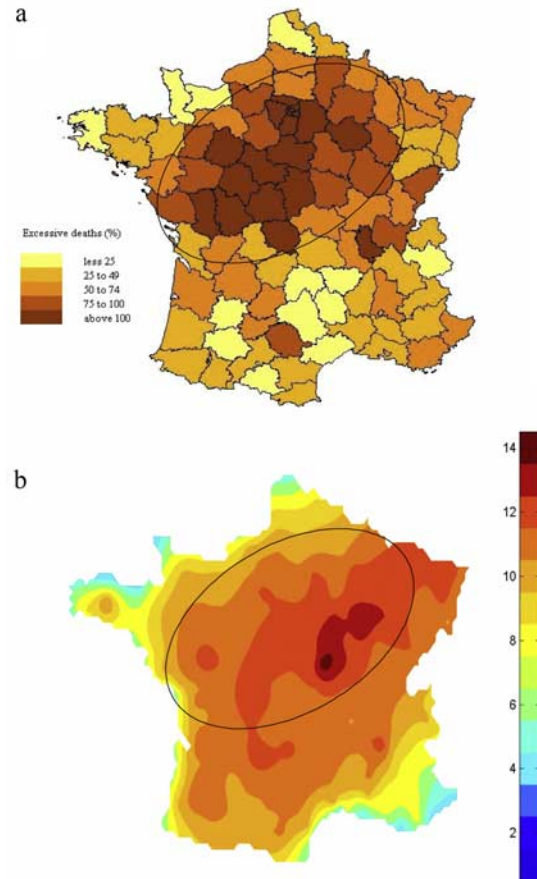 a
Excessive deaths (%)
less 25
25 to 49
50 to 74
75 to 100
above 100
b
14
12
10
8
6
4
2